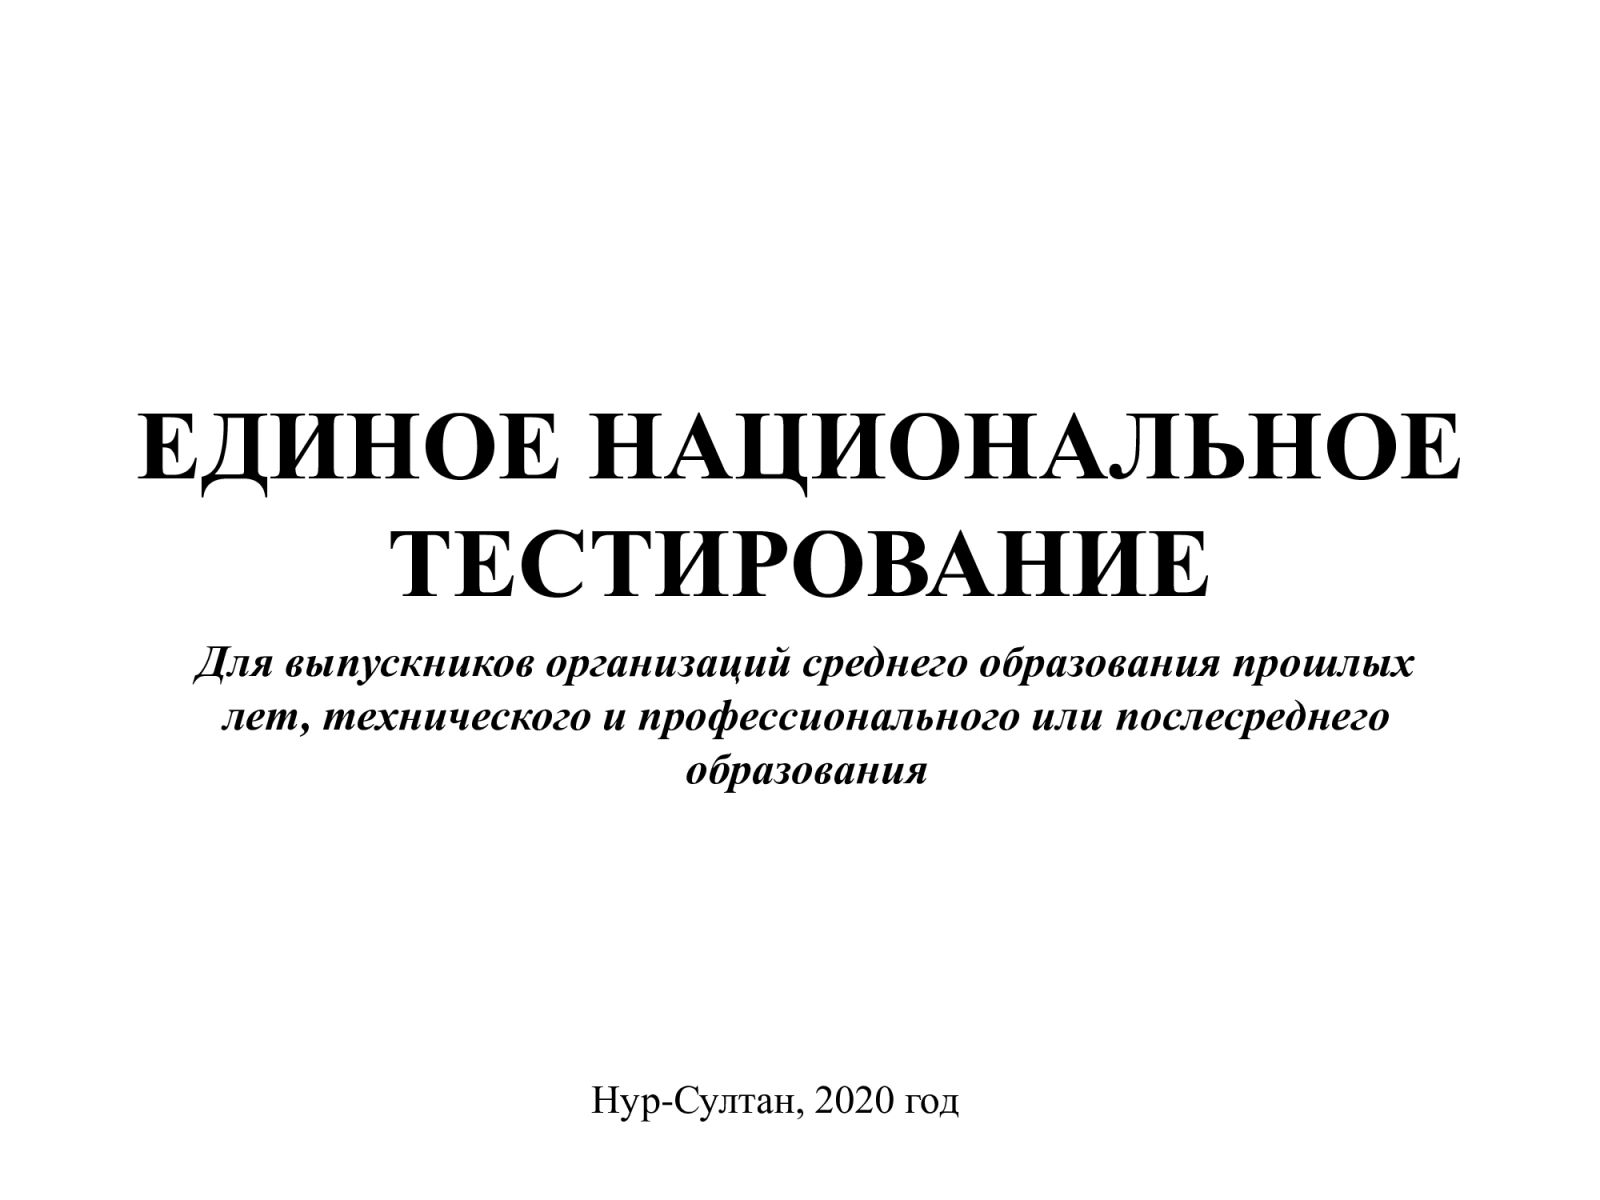 ЕДИНОЕ НАЦИОНАЛЬНОЕ
ТЕСТИРОВАНИЕ
Для выпускников организаций среднего образования прошлых
лет, технического и профессионального или послесреднего
образования
Нур-Султан, 2020 год